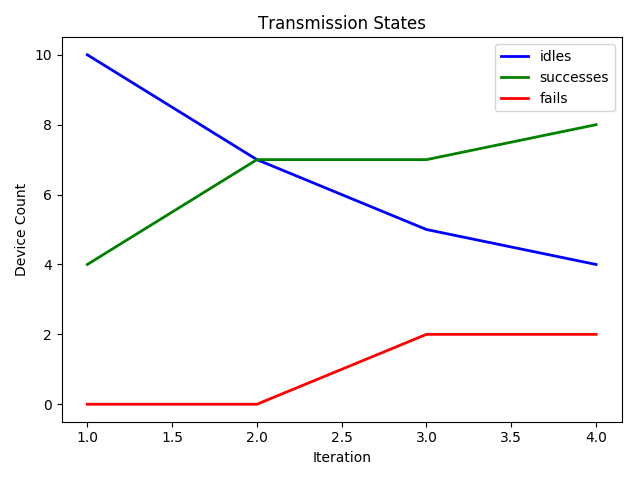 Transmission States
idles
successes
fails
10
8
6
4
2
0
Device Count
1.0 1.5 2.0 2.5 3.0 3.5 4.0
Iteration